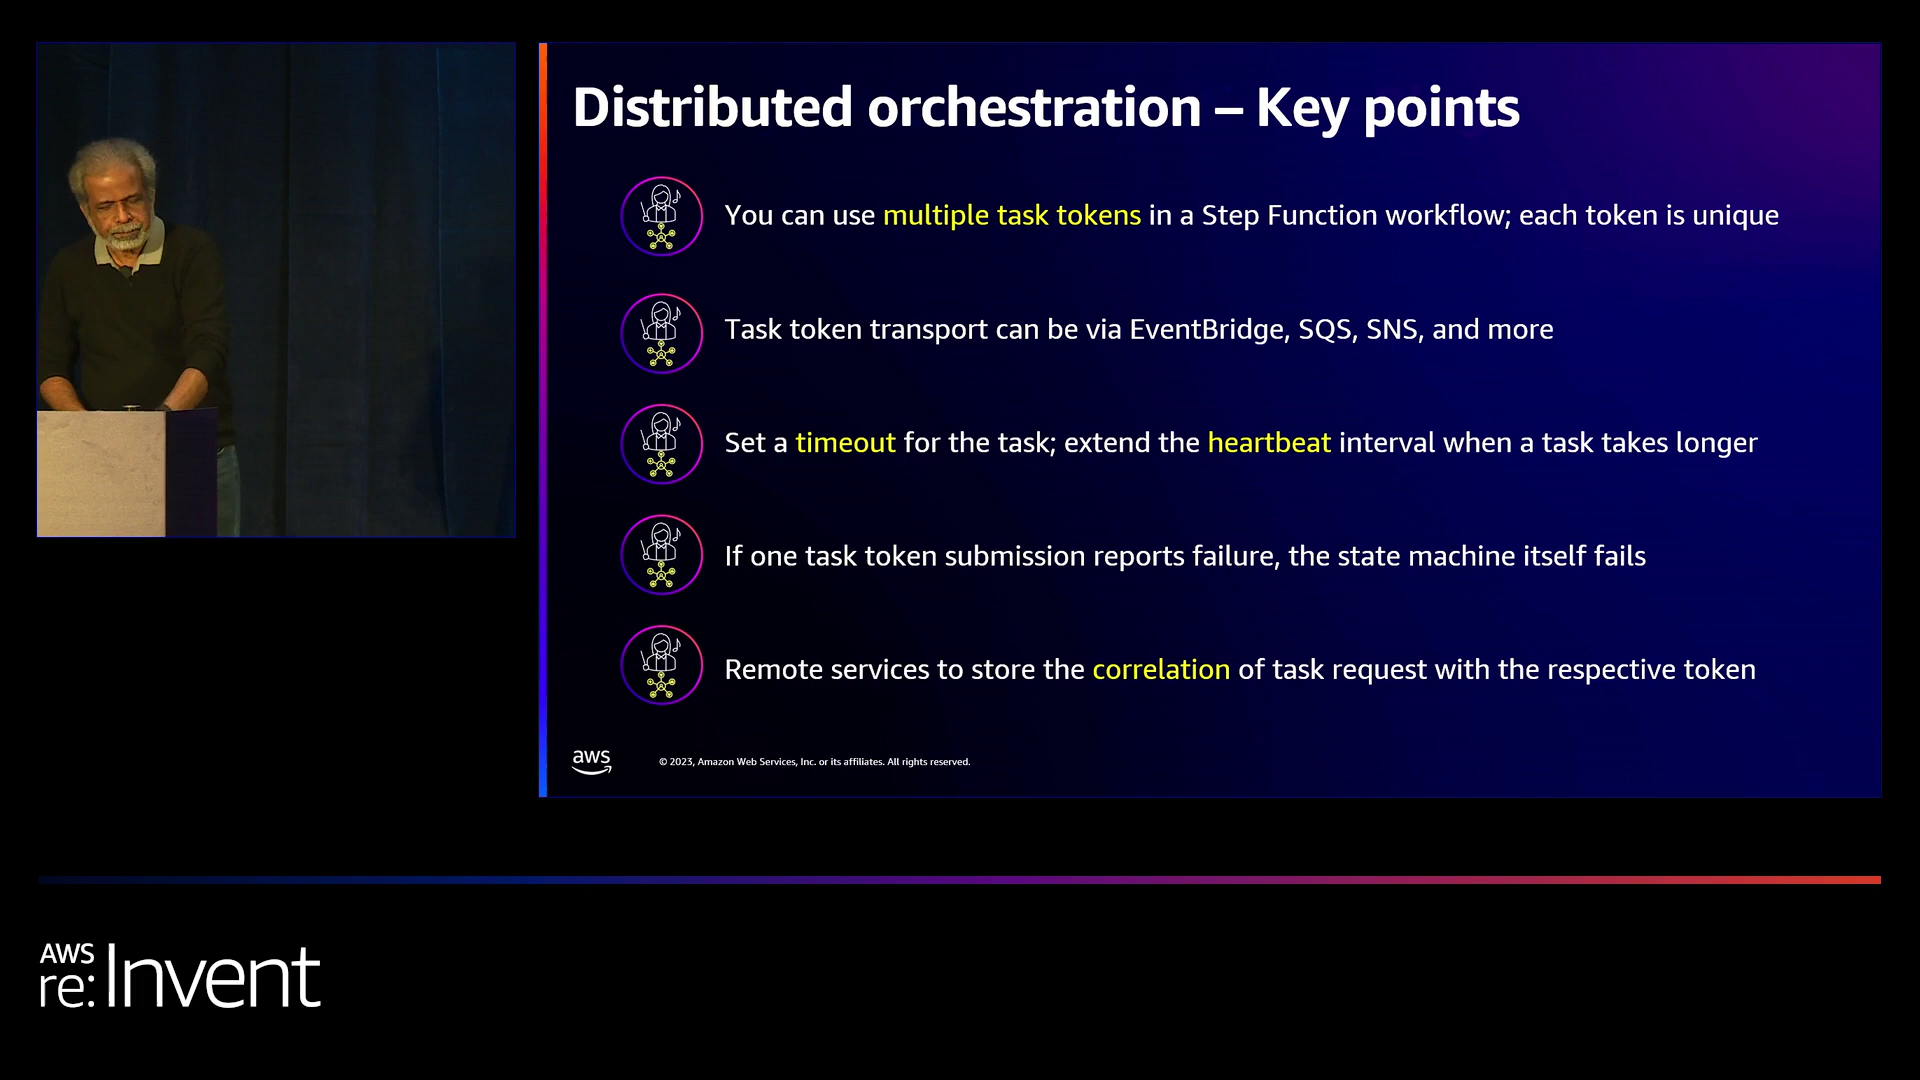 Distributed orchestration – Key points
You can use multiple task tokens in a Step Function workflow; each token is unique
Task token transport can be via EventBridge, SQS, SNS, and more
Set a timeout for the task; extend the heartbeat interval when a task takes longer
If one task token submission reports failure, the state machine itself fails
Remote services to store the correlation of task request with the respective token
aws
© 2023, Amazon Web Services, Inc. or its affiliates. All rights reserved.
AWS
re:Invent